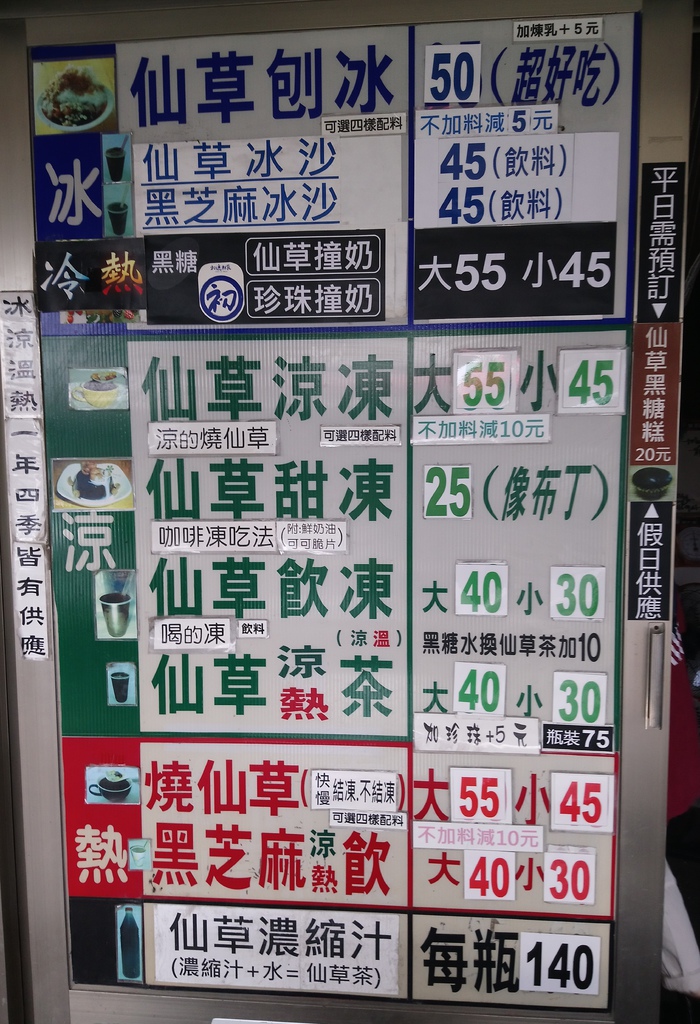 加煉乳+5元
仙草刨冰 50 (超好吃)
可選四樣配料 不加料減5元
冰
仙草冰沙 45(飲料)
黑芝麻冰沙 45(飲料)
冷 熱 黑糖 初 仙草撞奶 大55 小45
珍珠撞奶
仙草涼凍 大55 小45
涼的燒仙草 可選四樣配料 不加料減10元
仙草甜凍 25(像布丁)
咖啡凍吃法 (附:鮮奶油可可脆片)
涼
仙草飲凍 大40 小30
喝的凍 飲料 (涼溫) 黑糖水換仙草茶加10
仙草涼熱茶 大40 小30
加珍珠+5元 瓶裝75
燒仙草(快慢結凍.不結凍) 大55 小45
可選四樣配料 不加料減10元
熱
黑芝麻涼熱飲 大40 小30
仙草濃縮汁 每瓶140
(濃縮汁+水=仙草茶)
冰涼溫熱一年四季皆有供應
平日需預訂▼
仙草黑糖糕
20元
▲假日供應